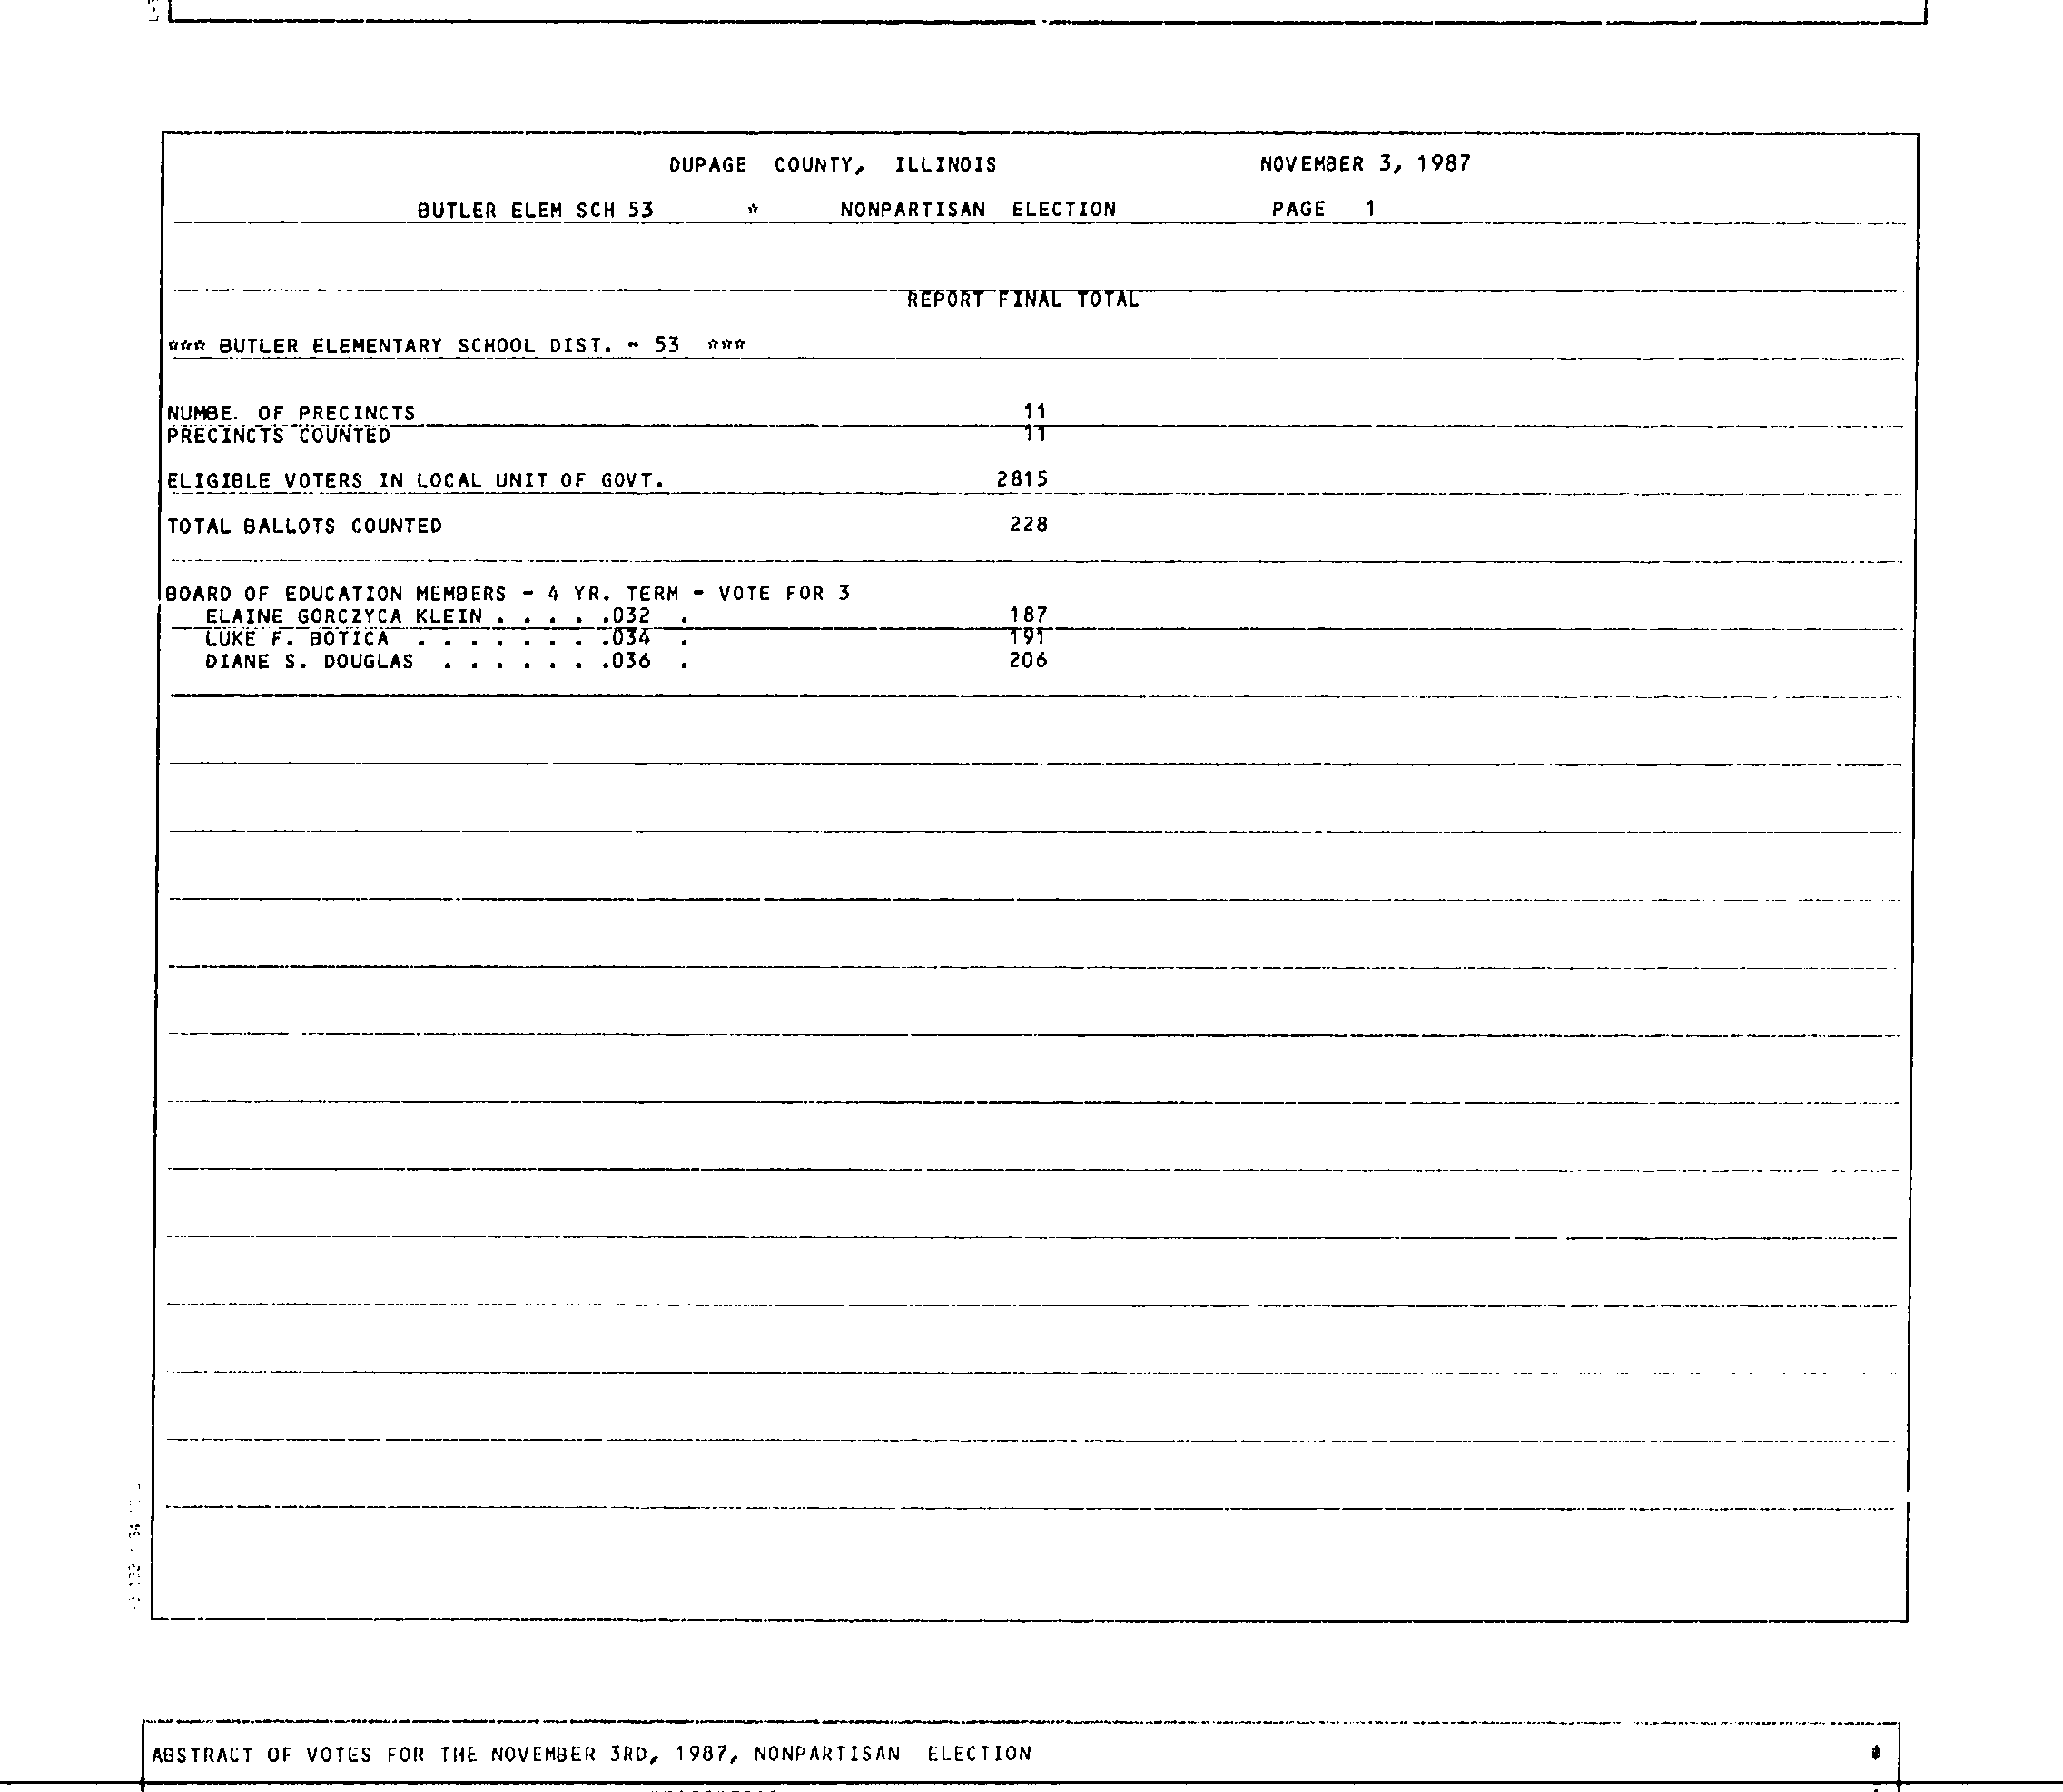 DUPAGE COUNTY, ILLINOIS NOVEMBER 3, 1987
BUTLER ELEM SCH 53 * NONPARTISAN ELECTION PAGE 1
REPORT FINAL TOTAL
*** BUTLER ELEMENTARY SCHOOL DIST. - 53 ***
NUMBE. OF PRECINCTS 11
PRECINCTS COUNTED 11
ELIGIBLE VOTERS IN LOCAL UNIT OF GOVT. 2815
TOTAL BALLOTS COUNTED 228
BOARD OF EDUCATION MEMBERS - 4 YR. TERM - VOTE FOR 3
ELAINE GORCZYCA KLEIN . . . . .032 . 187
LUKE F. BOTICA . . . . . . . .034 . 191
DIANE S. DOUGLAS . . . . . . .036 . 206
ABSTRACT OF VOTES FOR THE NOVEMBER 3RD, 1987, NONPARTISAN ELECTION